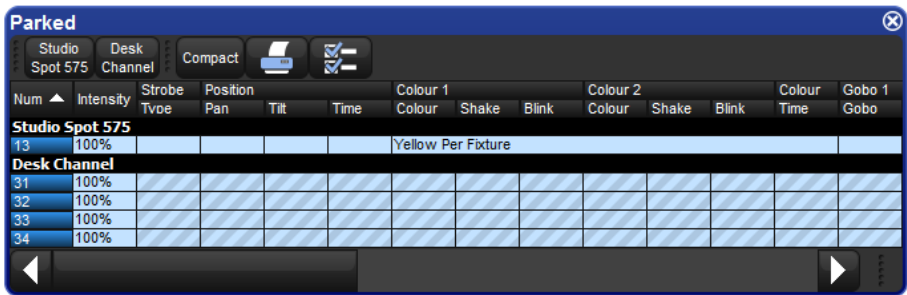 Parked
Studio Spot 575 Desk Channel Compact
Num Intensity Strobe Position Colour 1 Colour 2 Colour Gobo 1
Type Pan Tilt Time Colour Shake Blink Colour Shake Blink Time Gobo
Studio Spot 575
13 100% Yellow Per Fixture
Desk Channel
31 100%
32 100%
33 100%
34 100%